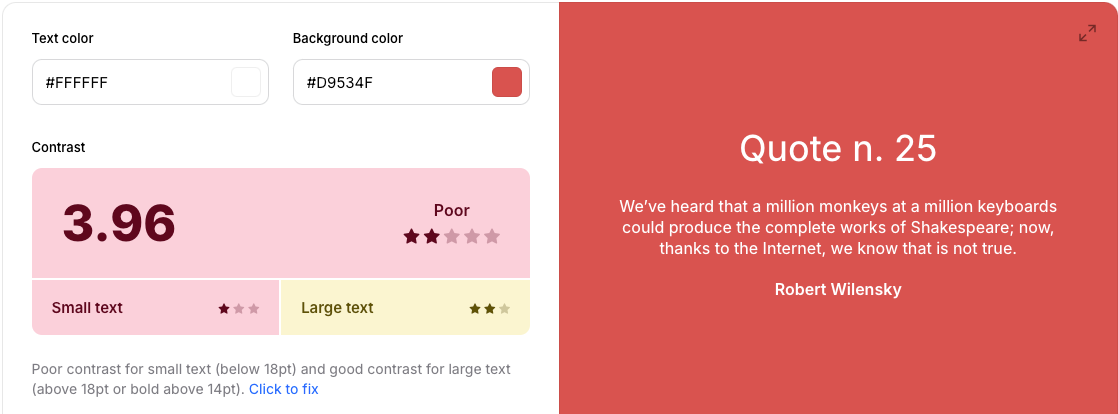 Text color
Background color
#FFFFFF
#D9534F
Contrast
3.96
Poor
Small text
Large text
Poor contrast for small text (below 18pt) and good contrast for large text
(above 18pt or bold above 14pt). Click to fix
Quote n. 25
We’ve heard that a million monkeys at a million keyboards
could produce the complete works of Shakespeare; now,
thanks to the Internet, we know that is not true.
Robert Wilensky